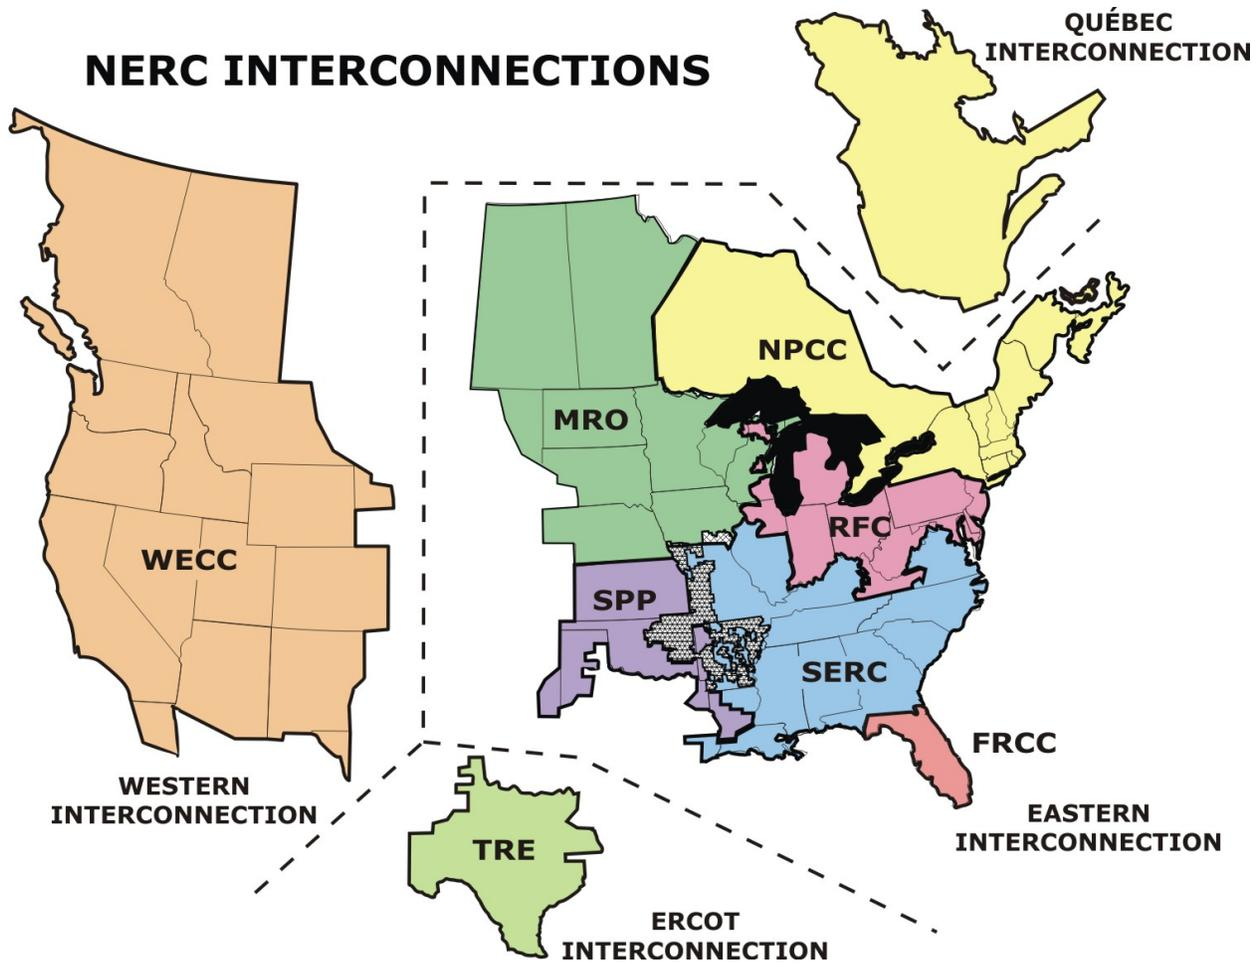 QUÉBEC
INTERCONNECTION
NERC INTERCONNECTIONS
NPCC
MRO
RFC
WECC
SPP
SERC
FRCC
WESTERN
INTERCONNECTION
EASTERN
INTERCONNECTION
TRE
ERCOT
INTERCONNECTION